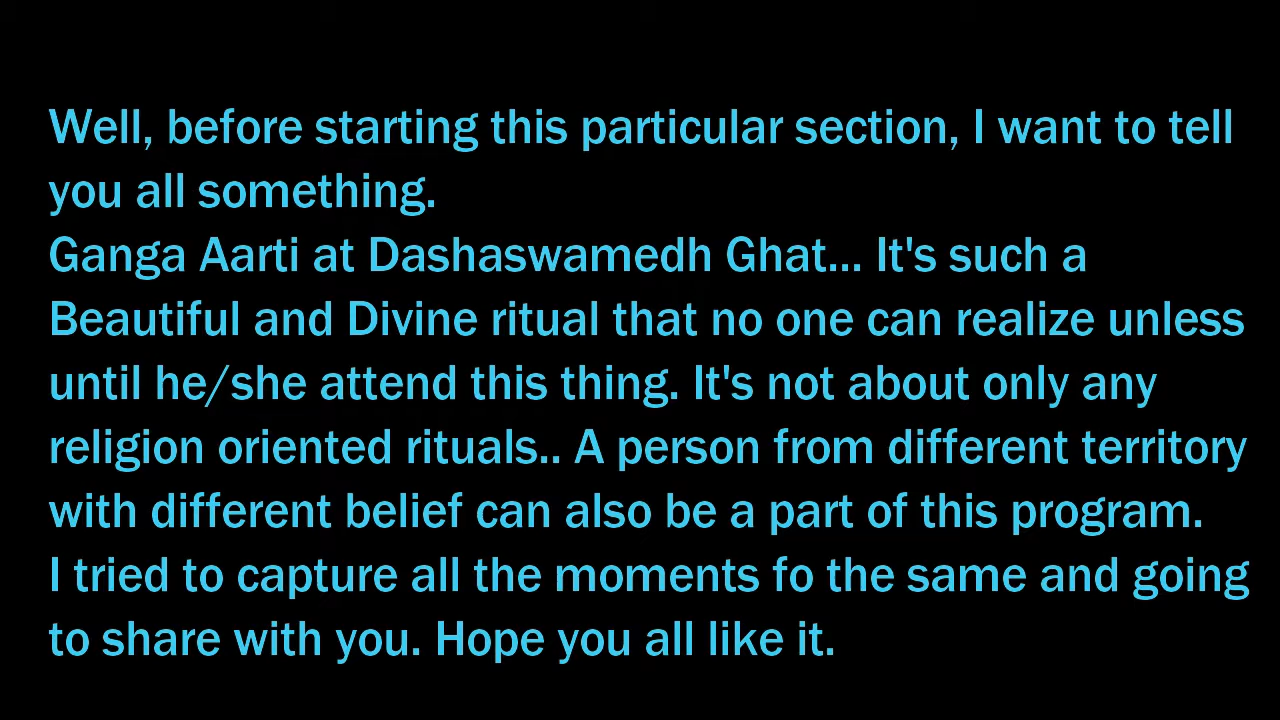 Well, before starting this particular section, I want to tell
you all something.
Ganga Aarti at Dashaswamedh Ghat... It's such a
Beautiful and Divine ritual that no one can realize unless
until he/she attend this thing. It's not about only any
religion oriented rituals.. A person from different territory
with different belief can also be a part of this program.
I tried to capture all the moments fo the same and going
to share with you. Hope you all like it.